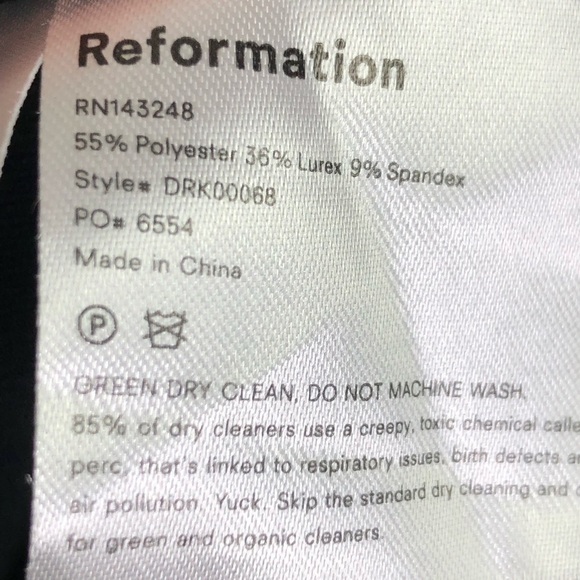 Reformation
RN143248
55% Polyester 36% Lurex 9% Spandex
Style# DRK00068
PO# 6554
Made in China
P
GREEN DRY CLEAN, DO NOT MACHINE WASH.
85% of dry cleaners use a creepy, toxic chemical calle
perc, that's linked to respiratory issues, birth defects a
air pollution. Yuck. Skip the standard dry cleaning and
for green and organic cleaners.